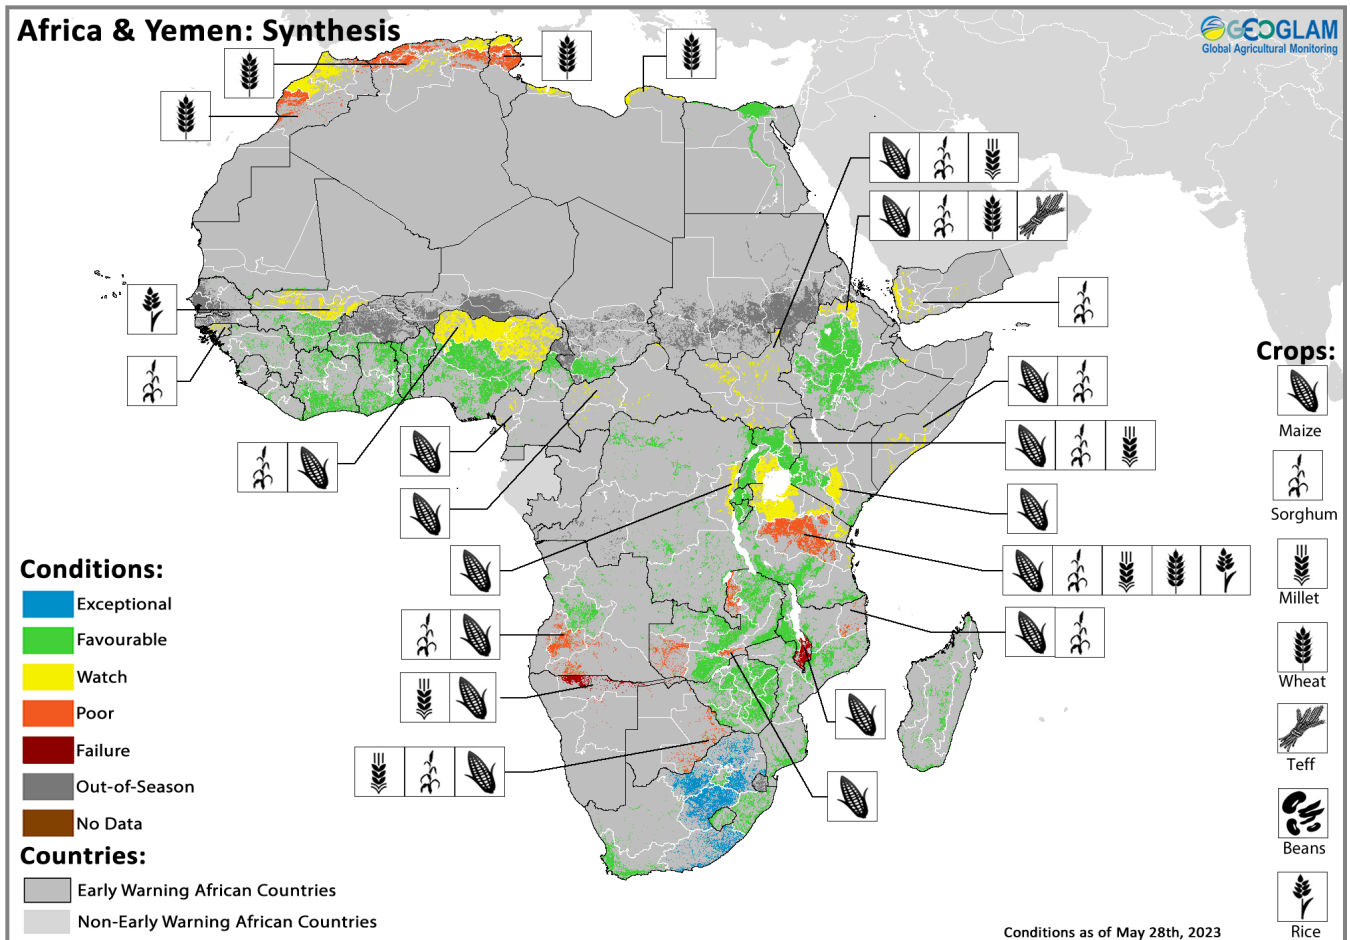 Africa & Yemen: Synthesis
GEOGLAM
Global Agricultural Monitoring
Crops:
Maize
Sorghum
Millet
Wheat
Teff
Beans
Rice
Conditions:
Exceptional
Favourable
Watch
Poor
Failure
Out-of-Season
No Data
Countries:
Early Warning African Countries
Non-Early Warning African Countries
Conditions as of May 28th, 2023